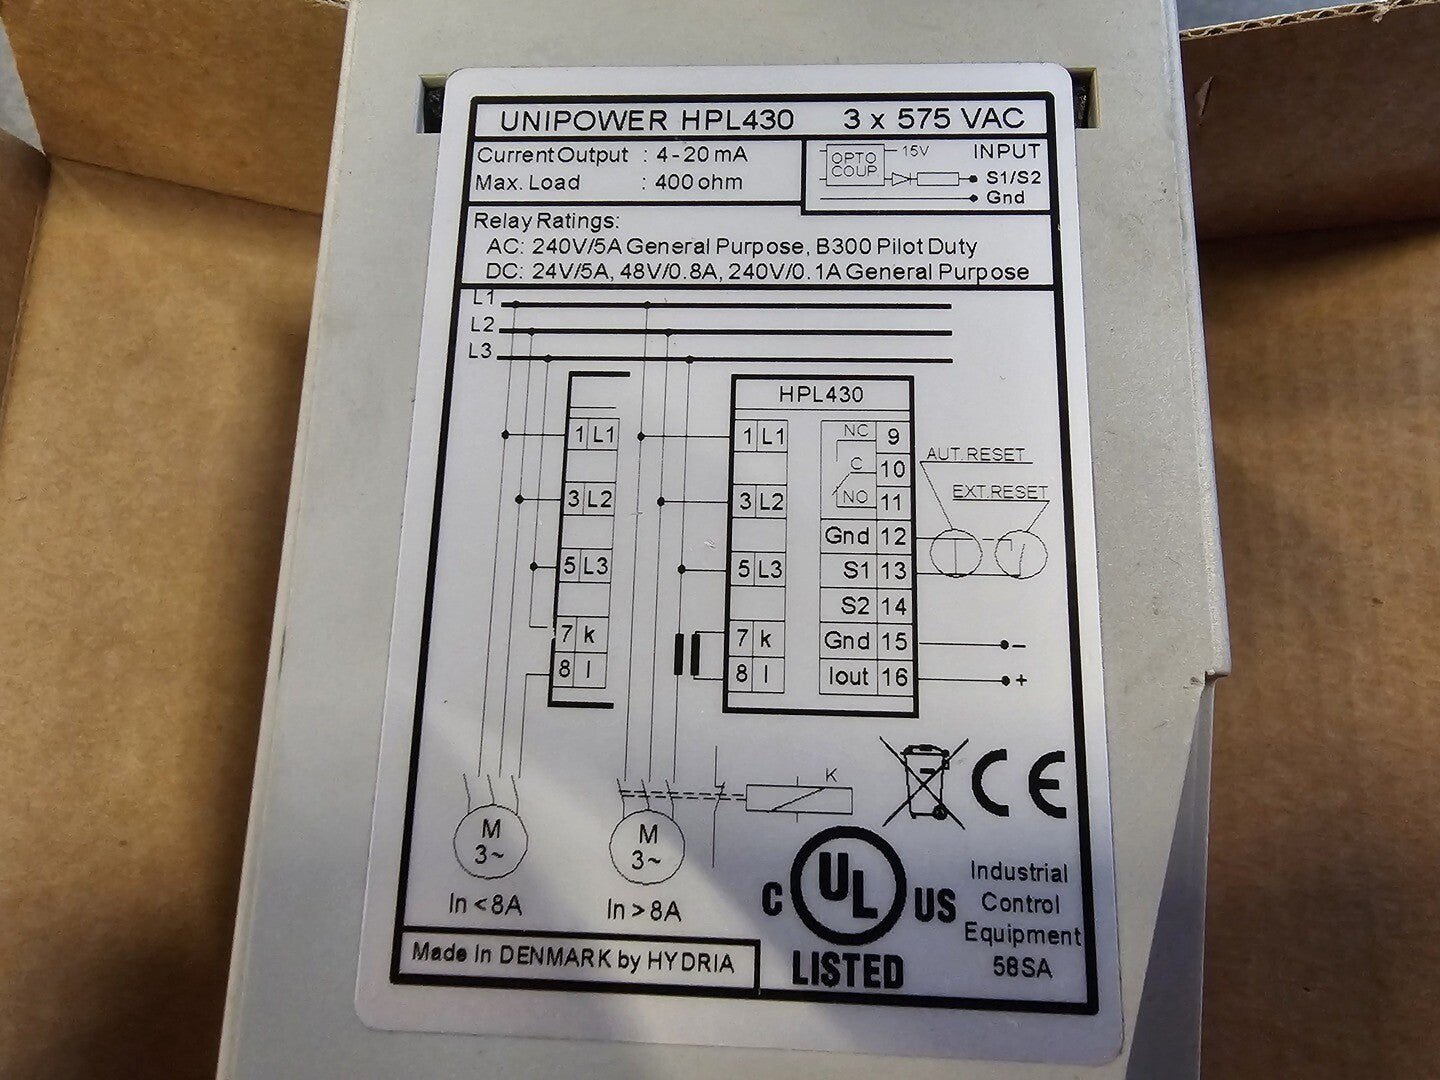 UNIPOWER HPL430 3 x 575 VAC
Current Output : 4-20 mA
Max. Load : 400 ohm
OPTO COUP
15V
INPUT
S1/S2
Gnd
Relay Ratings:
AC: 240V/5A General Purpose, B300 Pilot Duty
DC: 24V/5A, 48V/0.8A, 240V/0.1A General Purpose
L1
L2
L3
1 L1
3 L2
5 L3
7 k
8 l
HPL430
1 L1
3 L2
5 L3
7 k
8 l
NC 9
C 10
NO 11
Gnd 12
S1 13
S2 14
Gnd 15 -
Iout 16 +
AUT.RESET
EXT.RESET
K
M
3~
In < 8A
M
3~
In > 8A
CE
C UL US
LISTED
Industrial
Control
Equipment
58SA
Made In DENMARK by HYDRIA